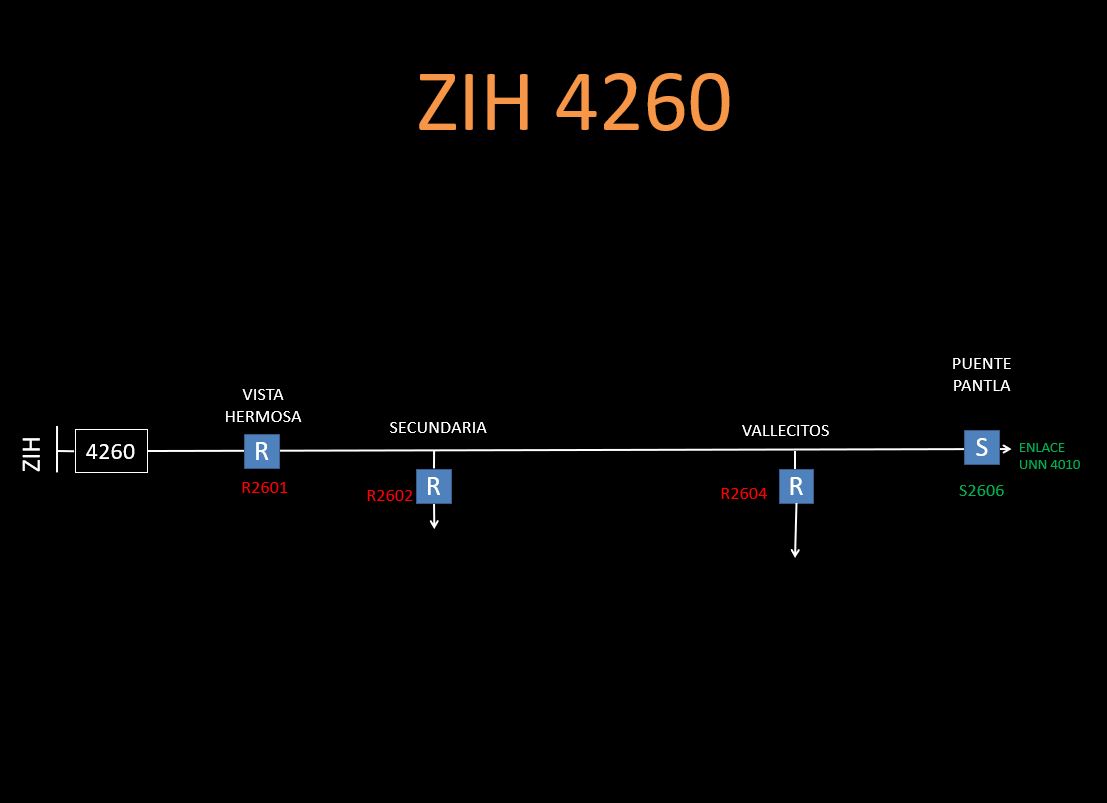 ZIH 4260
ZIH
4260
VISTA
HERMOSA
R
R2601
SECUNDARIA
R
R2602
VALLECITOS
R
R2604
PUENTE
PANTLA
S
S2606
ENLACE
UNN 4010